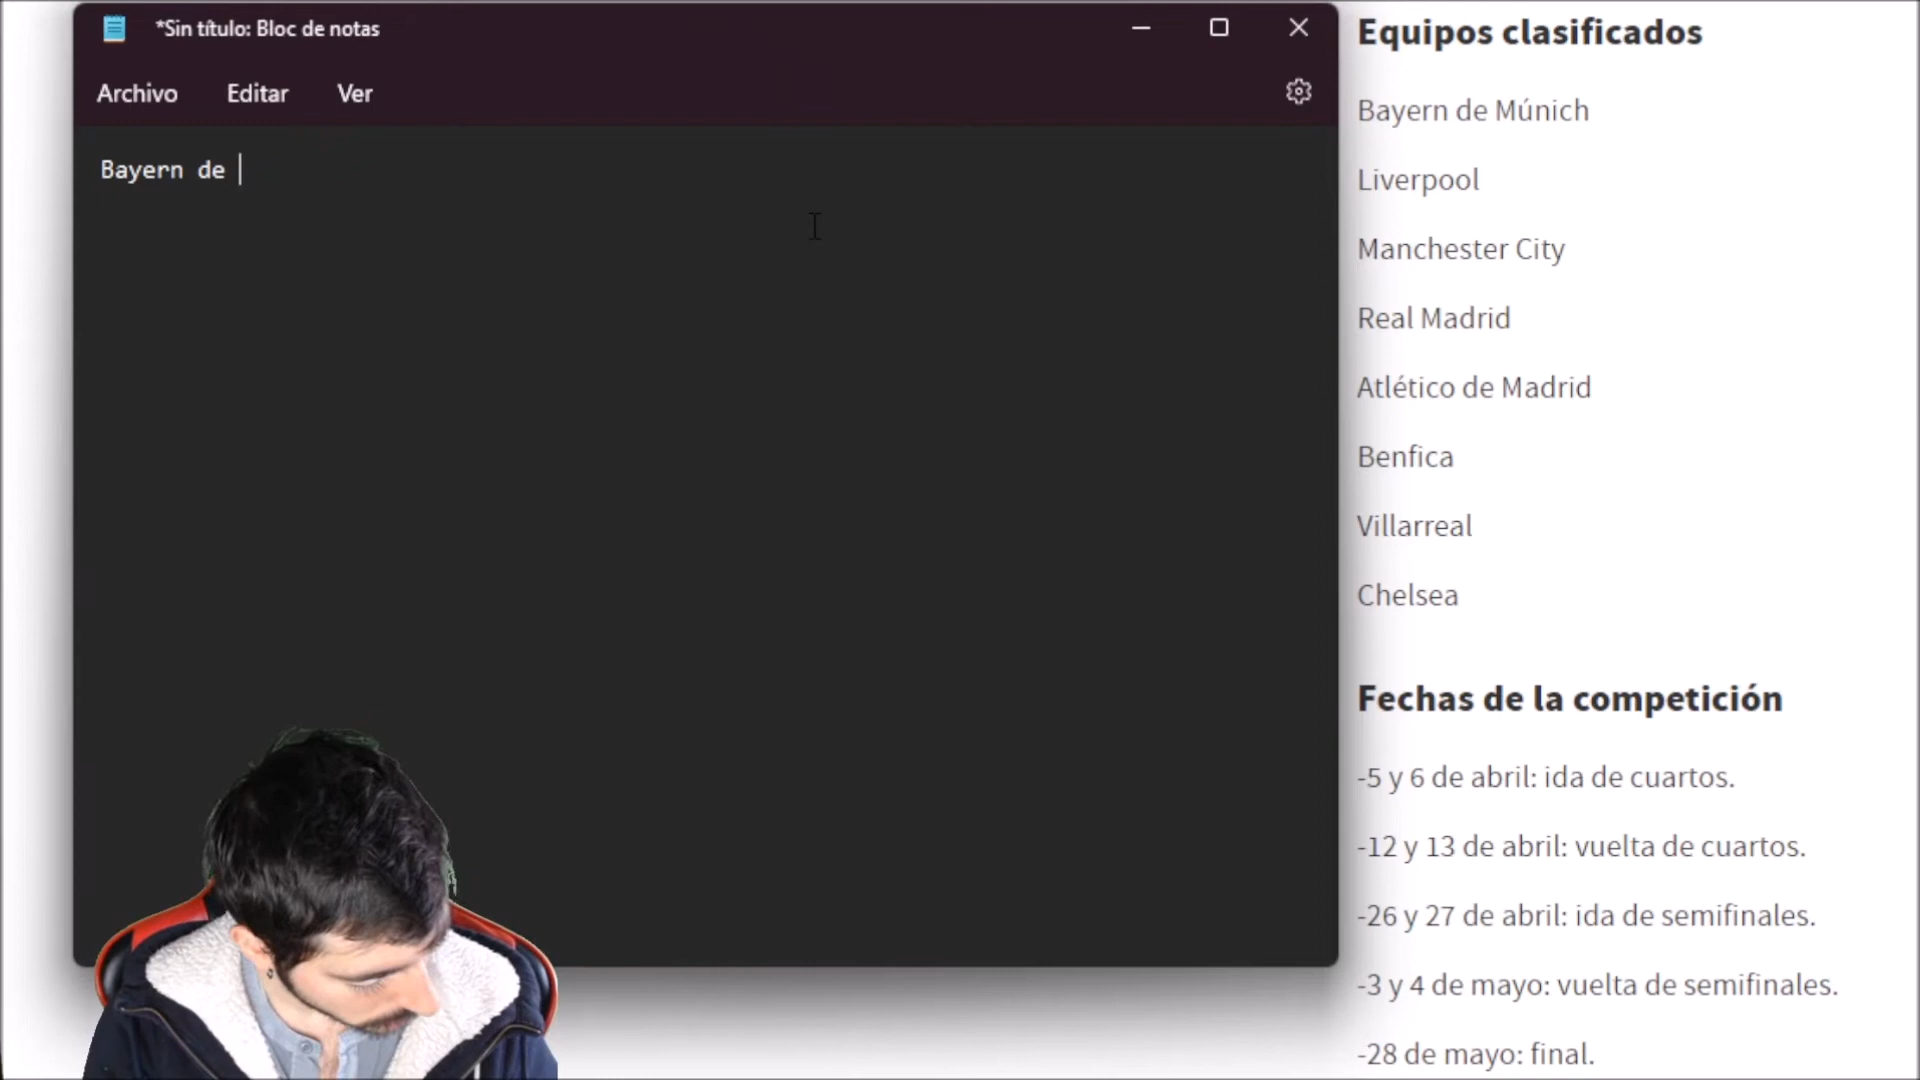 *Sin título: Bloc de notas
Archivo Editar Ver
Bayern de
Equipos clasificados
Bayern de Múnich
Liverpool
Manchester City
Real Madrid
Atlético de Madrid
Benfica
Villarreal
Chelsea
Fechas de la competición
-5 y 6 de abril: ida de cuartos.
-12 y 13 de abril: vuelta de cuartos.
-26 y 27 de abril: ida de semifinales.
-3 y 4 de mayo: vuelta de semifinales.
-28 de mayo: final.